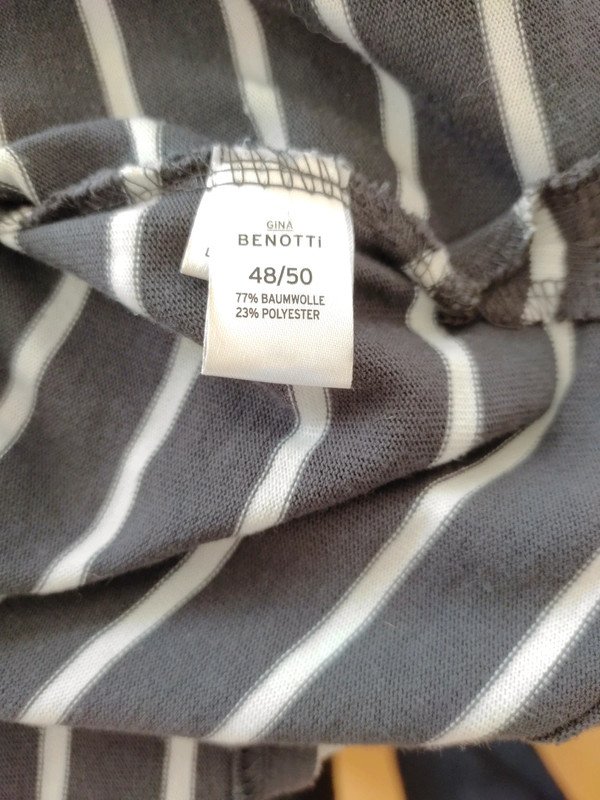 GINA
BENOTTI
48/50
77% BAUMWOLLE
23% POLYESTER